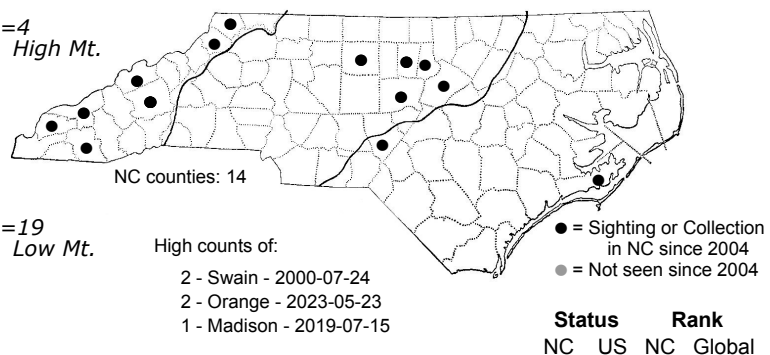 =4
High Mt.
NC counties: 14
=19
Low Mt.
High counts of:
2 - Swain - 2000-07-24
2 - Orange - 2023-05-23
1 - Madison - 2019-07-15
● = Sighting or Collection
in NC since 2004
● = Not seen since 2004
Status Rank
NC US NC Global